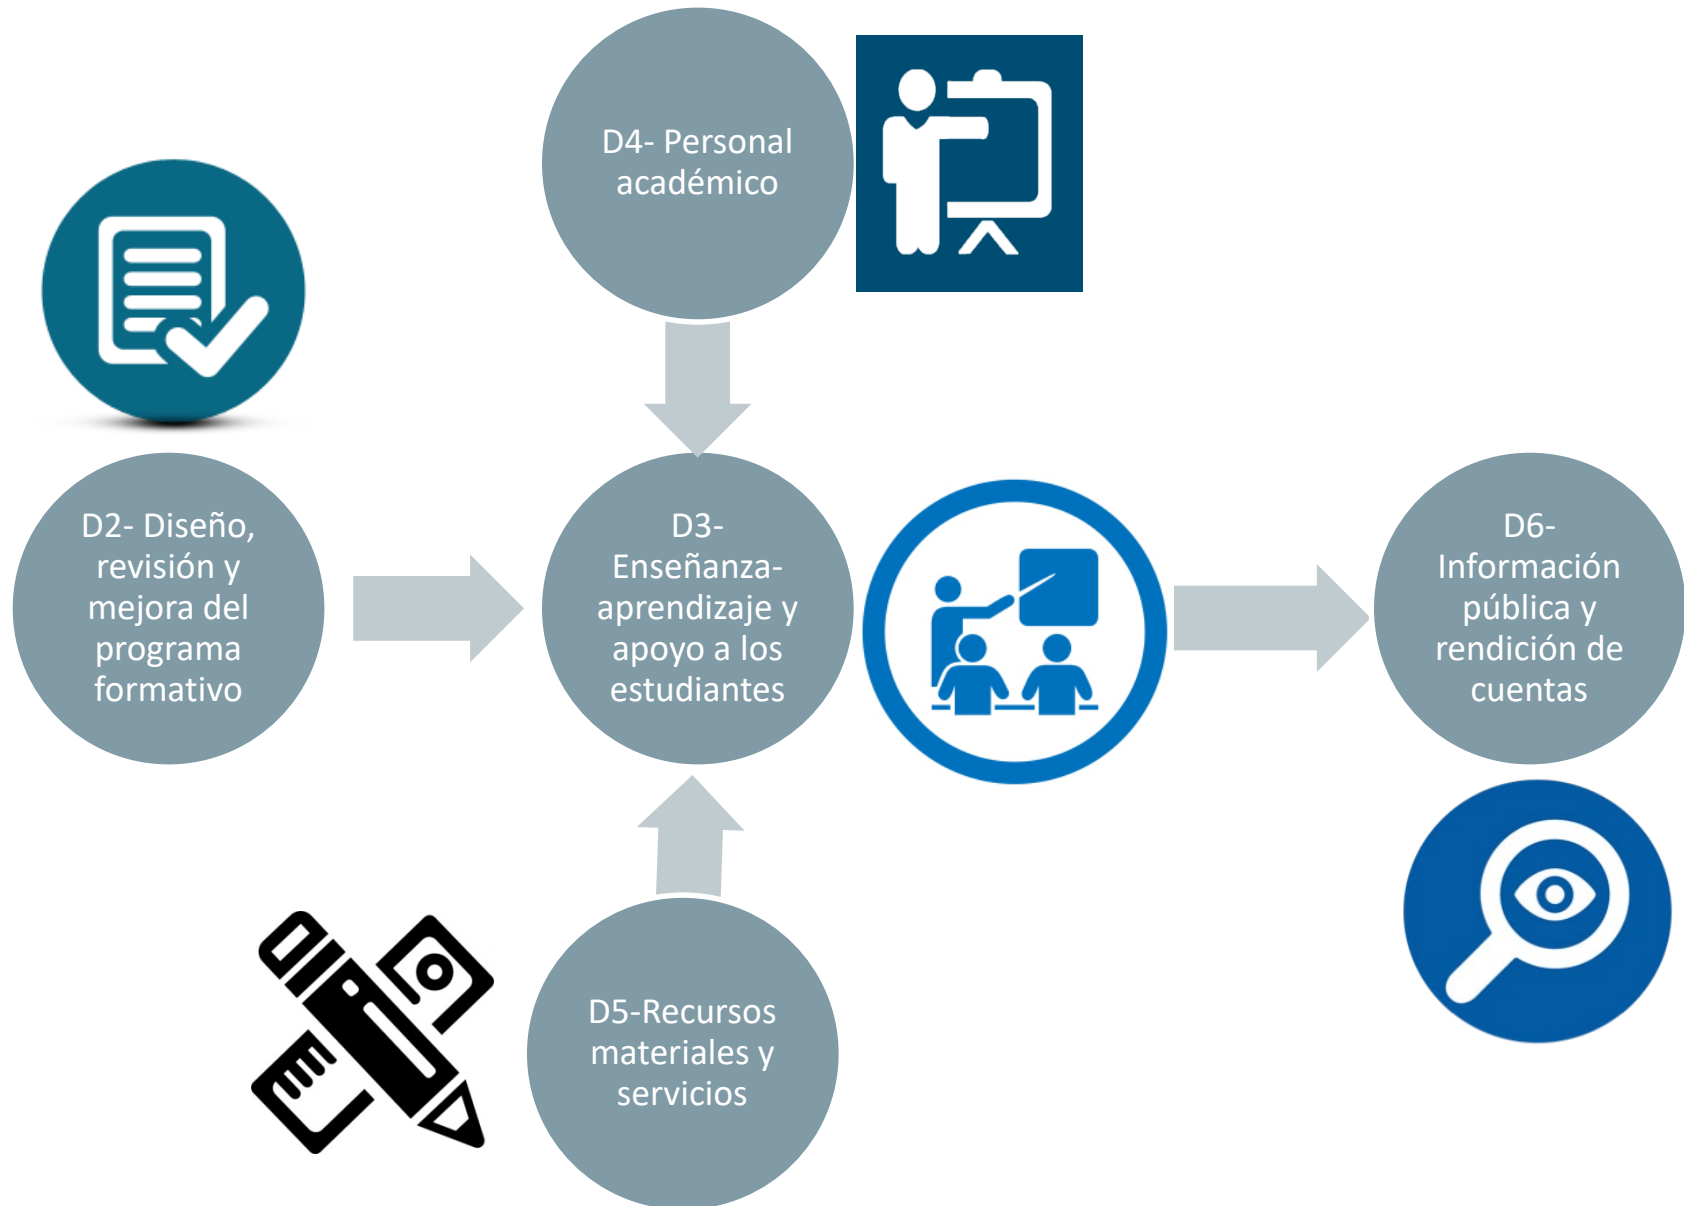 D4- Personal
académico
D2- Diseño,
revisión y
mejora del
programa
formativo
D3-
Enseñanza-
aprendizaje y
apoyo a los
estudiantes
D6-
Información
pública y
rendición de
cuentas
D5-Recursos
materiales y
servicios